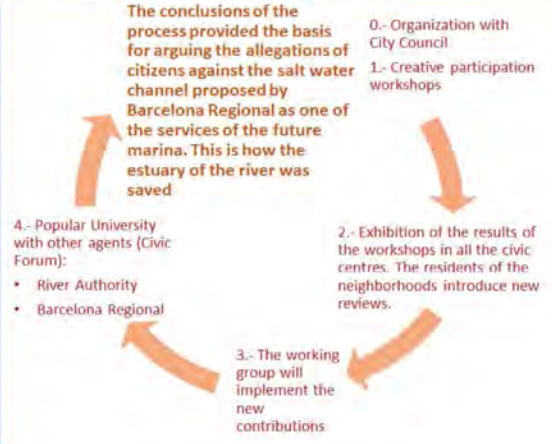 The conclusions of the
process provided the basis
for arguing the allegations of
citizens against the salt water
channel proposed by
Barcelona Regional as one of
the services of the future
marina. This is how the
estuary of the river was
saved
0.- Organization with
City Council
1.- Creative participation
workshops
2.- Exhibition of the results of
the workshops in all the civic
centres. The residents of the
neighborhoods introduce new
reviews.
3.- The working
group will
implement the
new
contributions
4.- Popular University
with other agents (Civic
Forum):
• River Authority
• Barcelona Regional